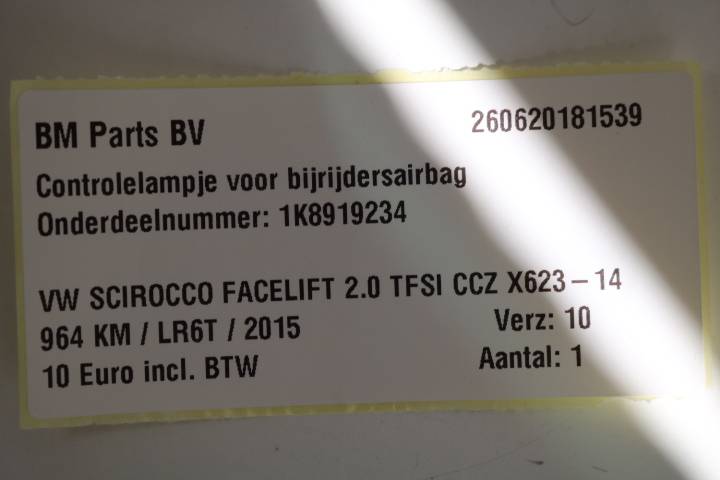 BM Parts BV 260620181539
Controlelampje voor bijrijdersairbag
Onderdeelnummer: 1K8919234
VW SCIROCCO FACELIFT 2.0 TFSI CCZ X623 – 14
964 KM / LR6T / 2015 Verz: 10
10 Euro incl. BTW Aantal: 1